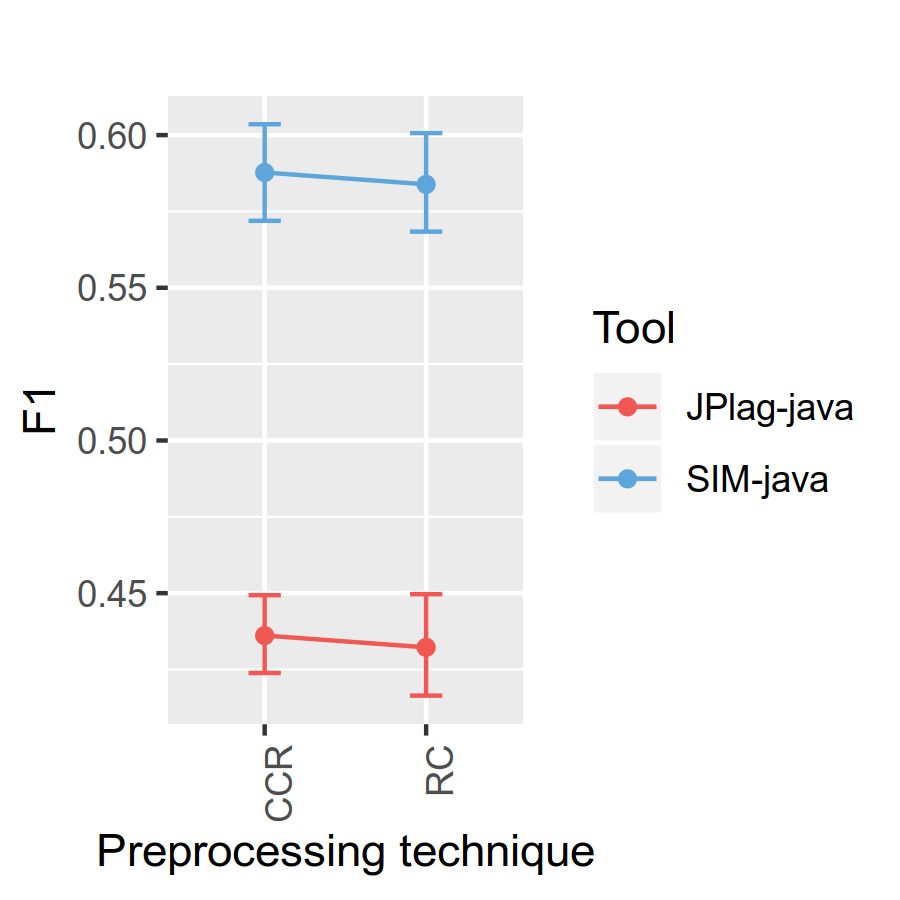 0.60
0.55
0.50
0.45
F1
CCR
RC
Preprocessing technique
Tool
JPlag-java
SIM-java